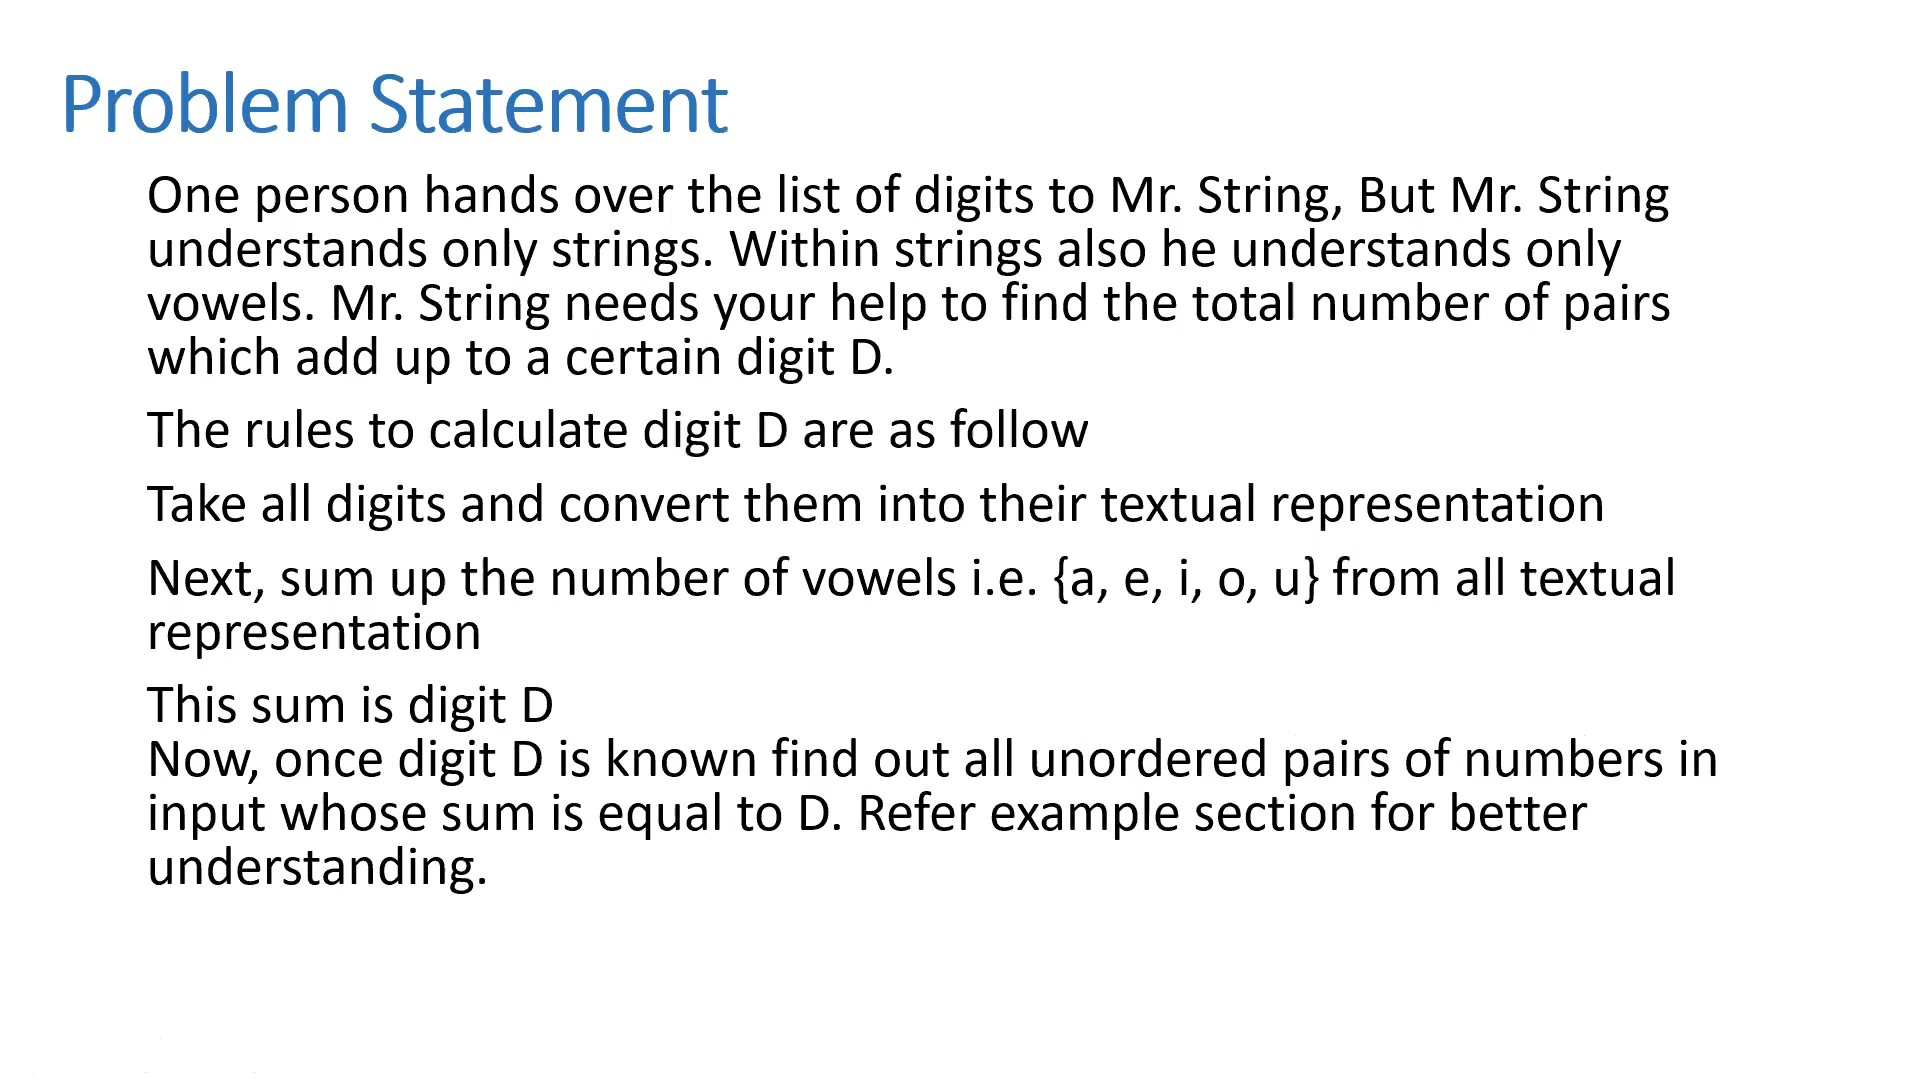 Problem Statement
One person hands over the list of digits to Mr. String, But Mr. String
understands only strings. Within strings also he understands only
vowels. Mr. String needs your help to find the total number of pairs
which add up to a certain digit D.
The rules to calculate digit D are as follow
Take all digits and convert them into their textual representation
Next, sum up the number of vowels i.e. {a, e, i, o, u} from all textual
representation
This sum is digit D
Now, once digit D is known find out all unordered pairs of numbers in
input whose sum is equal to D. Refer example section for better
understanding.